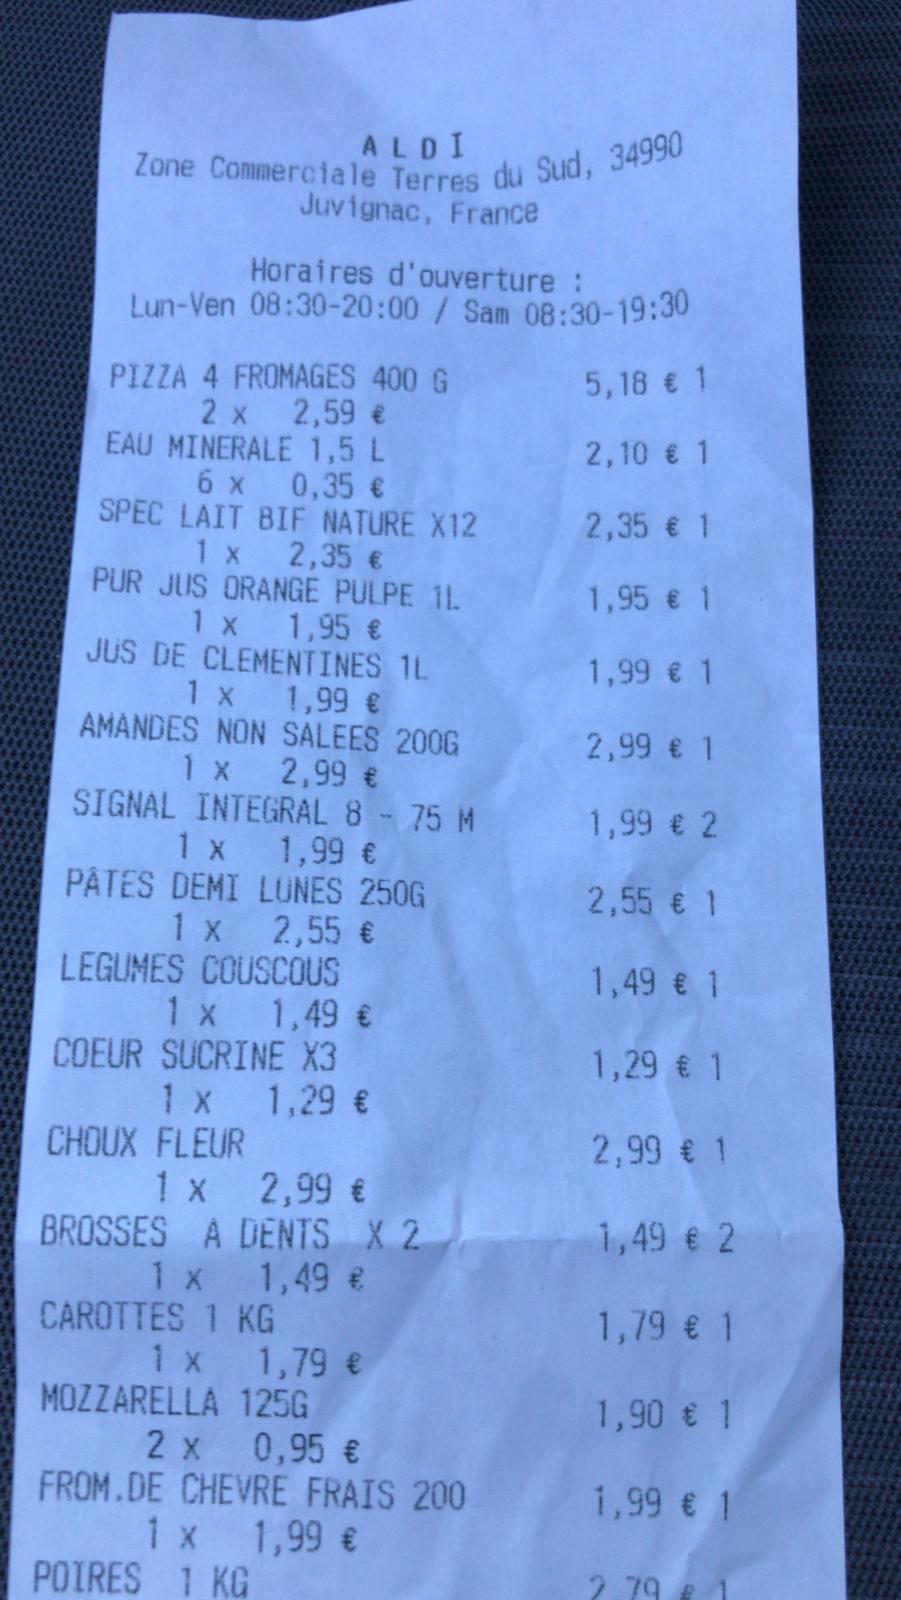 ALDI
Zone Commerciale Terres du Sud, 34990
Juvignac, France
Horaires d'ouverture :
Lun-Ven 08:30-20:00 / Sam 08:30-19:30
PIZZA 4 FROMAGES 400 G 5,18 € 1
2 x 2,59 €
EAU MINERALE 1,5 L 2,10 € 1
6 x 0,35 €
SPEC LAIT BIF NATURE X12 2,35 € 1
1 x 2,35 €
PUR JUS ORANGE PULPE 1L 1,95 € 1
1 x 1,95 €
JUS DE CLEMENTINES 1L 1,99 € 1
1 x 1,99 €
AMANDES NON SALEES 200G 2,99 € 1
1 x 2,99 €
SIGNAL INTEGRAL 8 - 75 M 1,99 € 2
1 x 1,99 €
PÂTES DEMI LUNES 250G 2,55 € 1
1 x 2,55 €
LEGUMES COUSCOUS 1,49 € 1
1 x 1,49 €
COEUR SUCRINE X3 1,29 € 1
1 x 1,29 €
CHOUX FLEUR 2,99 € 1
1 x 2,99 €
BROSSES A DENTS X 2 1,49 € 2
1 x 1,49 €
CAROTTES 1 KG 1,79 € 1
1 x 1,79 €
MOZZARELLA 125G 1,90 € 1
2 x 0,95 €
FROM.DE CHEVRE FRAIS 200 1,99 € 1
1 x 1,99 €
POIRES 1 KG 2,79 € 1